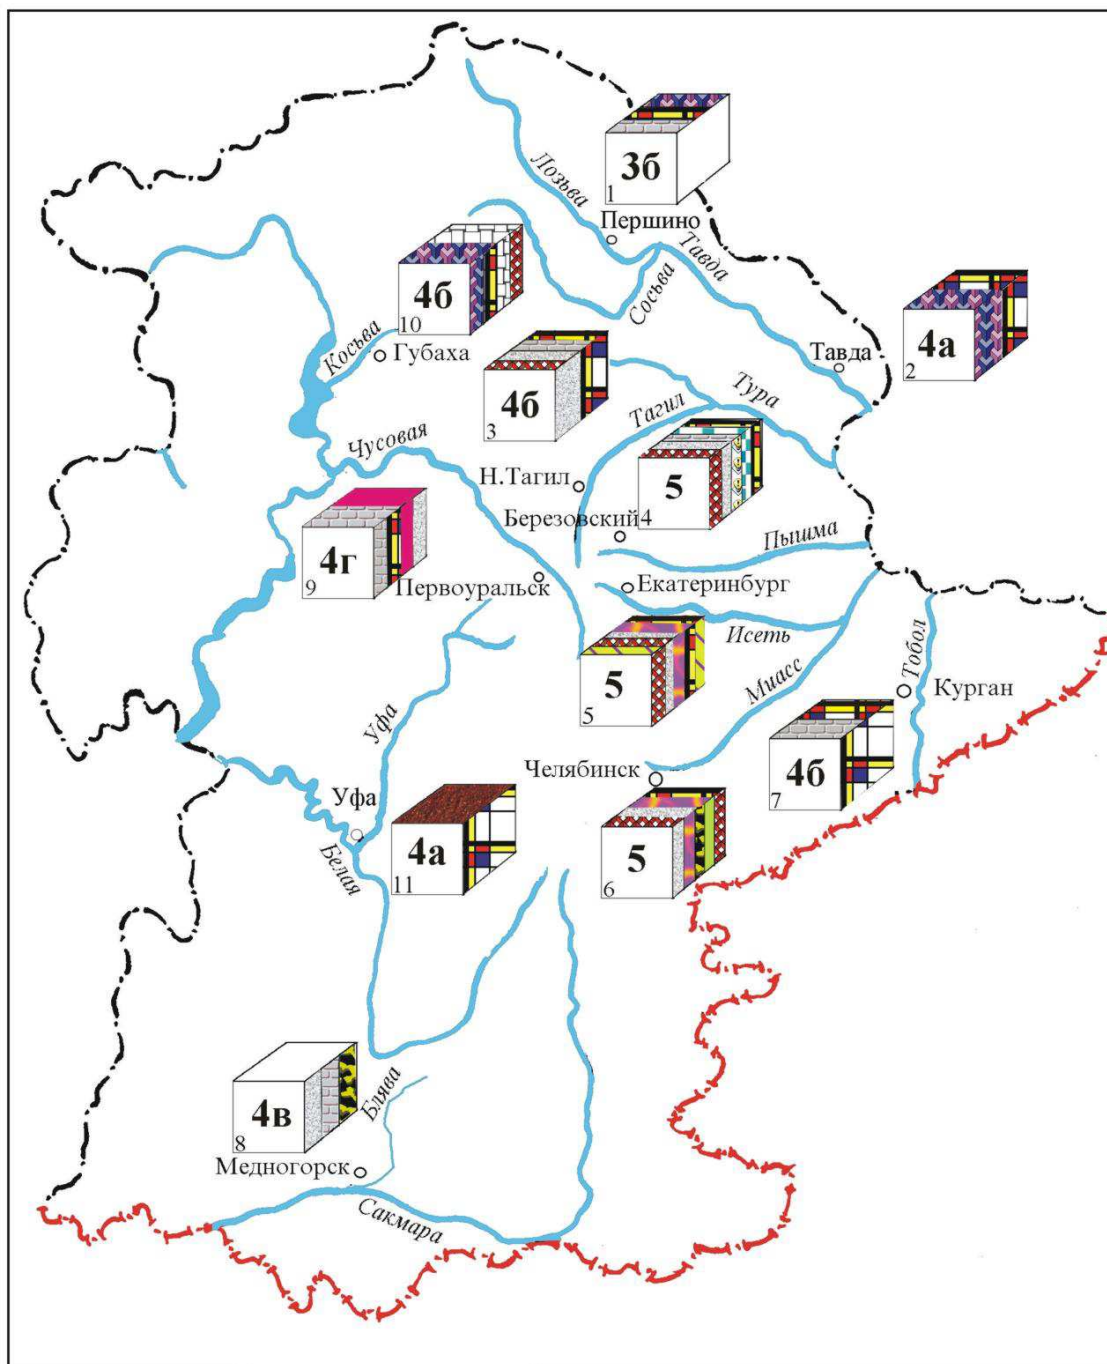 3б
1
Лозьва
Першино
Тавда
Сосьва
4б
10
Косьва
Губаха
4а
2
Тавда
4б
3
Тура
Тагил
Чусовая
5
Н.Тагил
Березовский
4
Пышма
4г
9
Первоуральск
Екатеринбург
Исеть
Тобол
Курган
5
5
Миасс
Уфа
4б
7
Челябинск
Уфа
Белая
4а
11
5
6
4в
8
Блява
Медногорск
Сакмара